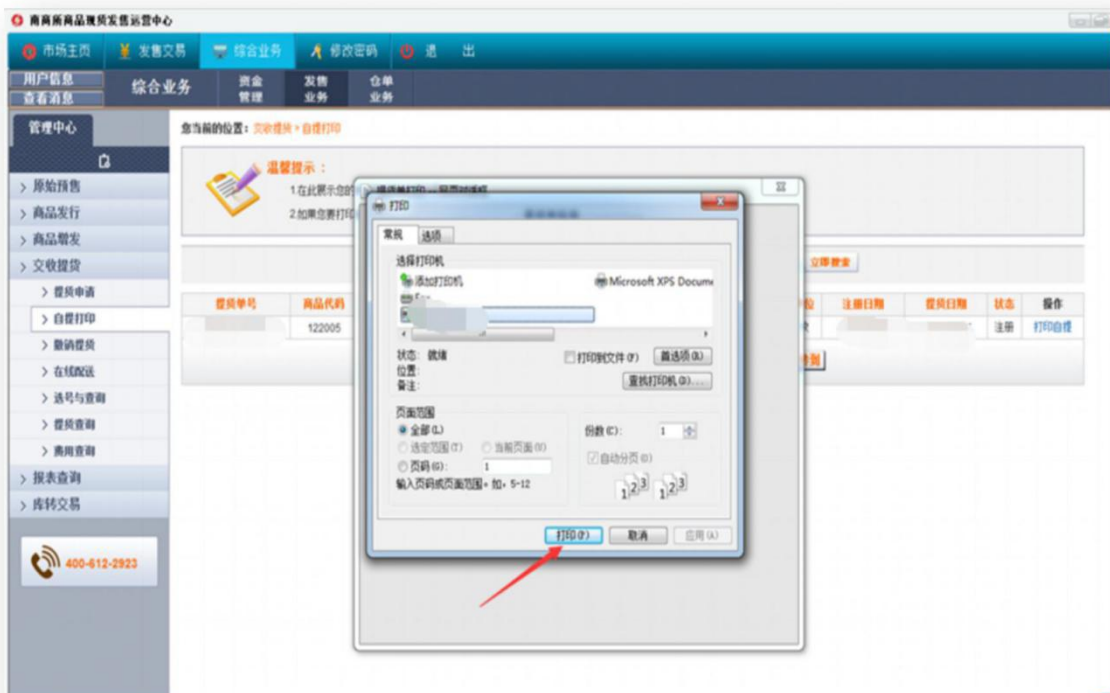 南商所商品现货发售运营中心
市场主页 发售交易 综合业务 修改密码 退 出
用户信息
查看消息
综合业务 资金管理 发售业务 仓单业务
管理中心
您当前的位置：交收提货 > 自提打印
原始预售
商品发行
商品增发
交收提货
提货申请
自提打印
撤销提货
在线配送
选号与查询
提货查询
费用查询
报表查询
库转交易
400-612-2923
温馨提示：
1.在此展示您的
2.如果您要打印
立即搜索
提货单号 商品代码 注册日期 提货日期 状态 操作
122005 注册 打印自提
打印
常规 选项
选择打印机
添加打印机 Microsoft XPS Docume
Fax
状态: 就绪 打印到文件(F) 首选项(R)
位置:
备注: 查找打印机(D)...
页面范围
全部(L)
选定范围(T) 当前页面(U)
页码(G): 1
输入页码或页面范围。如，5-12
份数(C): 1
自动分页(O)
1 2 3 1 2 3
打印(P) 取消 应用(A)